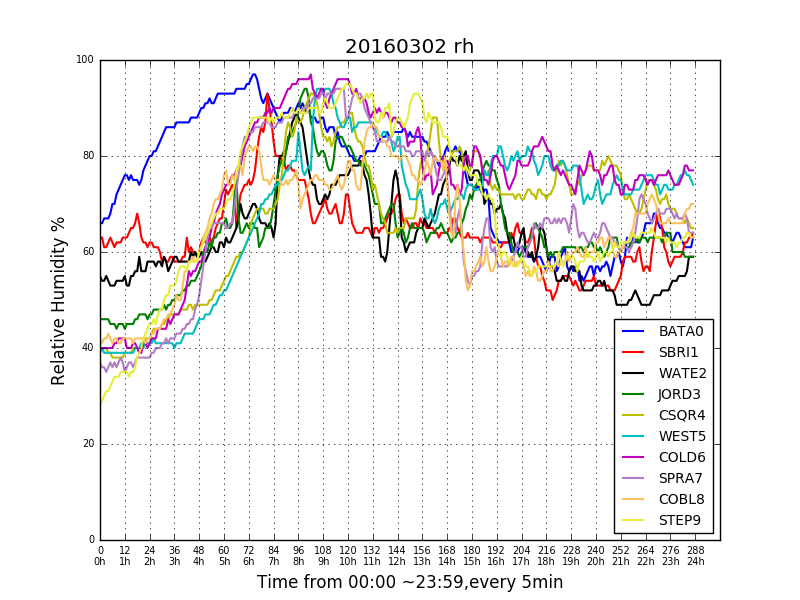 20160302 rh
Relative Humidity %
100
80
60
40
20
0
0 12 24 36 48 60 72 84 96 108 120 132 144 156 168 180 192 204 216 228 240 252 264 276 288
0h 1h 2h 3h 4h 5h 6h 7h 8h 9h 10h 11h 12h 13h 14h 15h 16h 17h 18h 19h 20h 21h 22h 23h 24h
Time from 00:00 ~23:59,every 5min
BATA0
SBRI1
WATE2
JORD3
CSQR4
WEST5
COLD6
SPRA7
COBL8
STEP9